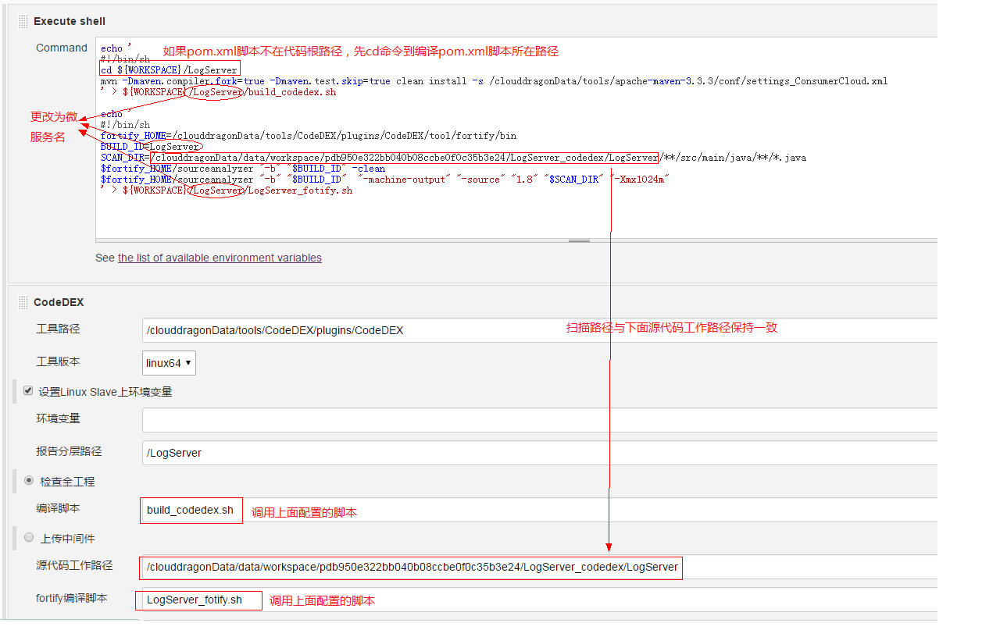 Execute shell
Command
echo '
如果pom.xml脚本不在代码根路径，先cd命令到编译pom.xml脚本所在路径
#!/bin/sh
cd ${WORKSPACE}/LogServer
mvn -Dmaven.compiler.fork=true -Dmaven.test.skip=true clean install -s /clouddragonData/tools/apache-maven-3.3.3/conf/settings_ConsumerCloud.xml
' > ${WORKSPACE}/LogServer/build_codedex.sh
更改为微
服务名
echo '
#!/bin/sh
fortify_HOME=/clouddragonData/tools/CodeDEX/plugins/CodeDEX/tool/fortify/bin
BUILD_ID=LogServer
SCAN_DIR=/clouddragonData/data/workspace/pdb950e322bb040b08ccbe0f0c35b3e24/LogServer_codedex/LogServer/**/src/main/java/**/*.java
$fortify_HOME/sourceanalyzer "-b" "$BUILD_ID" -clean
$fortify_HOME/sourceanalyzer "-b" "$BUILD_ID"  "-machine-output" "-source" "1.8" "$SCAN_DIR" "-Xmx1024m"
' > ${WORKSPACE}/LogServer/LogServer_fotify.sh
See the list of available environment variables
CodeDEX
工具路径
/clouddragonData/tools/CodeDEX/plugins/CodeDEX
扫描路径与下面源代码工作路径保持一致
工具版本
linux64
设置Linux Slave上环境变量
环境变量
报告分层路径
/LogServer
检查全工程
编译脚本
build_codedex.sh
调用上面配置的脚本
上传中间件
源代码工作路径
/clouddragonData/data/workspace/pdb950e322bb040b08ccbe0f0c35b3e24/LogServer_codedex/LogServer
fortify编译脚本
LogServer_fotify.sh
调用上面配置的脚本